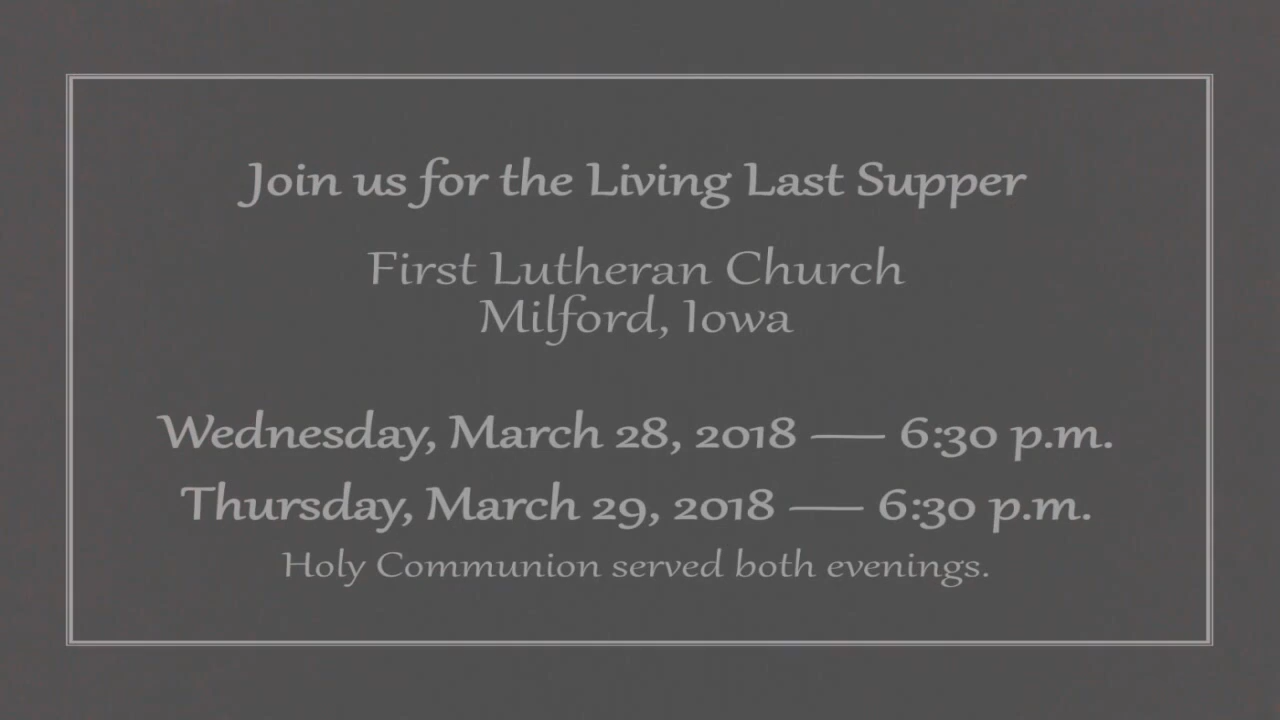 Join us for the Living Last Supper
First Lutheran Church
Milford, Iowa
Wednesday, March 28, 2018 — 6:30 p.m.
Thursday, March 29, 2018 — 6:30 p.m.
Holy Communion served both evenings.